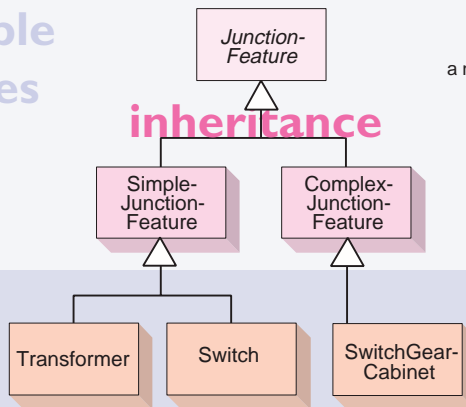 ple
es
Junction-
Feature
a r
inheritance
Simple-
Junction-
Feature
Complex-
Junction-
Feature
Transformer
Switch
SwitchGear-
Cabinet